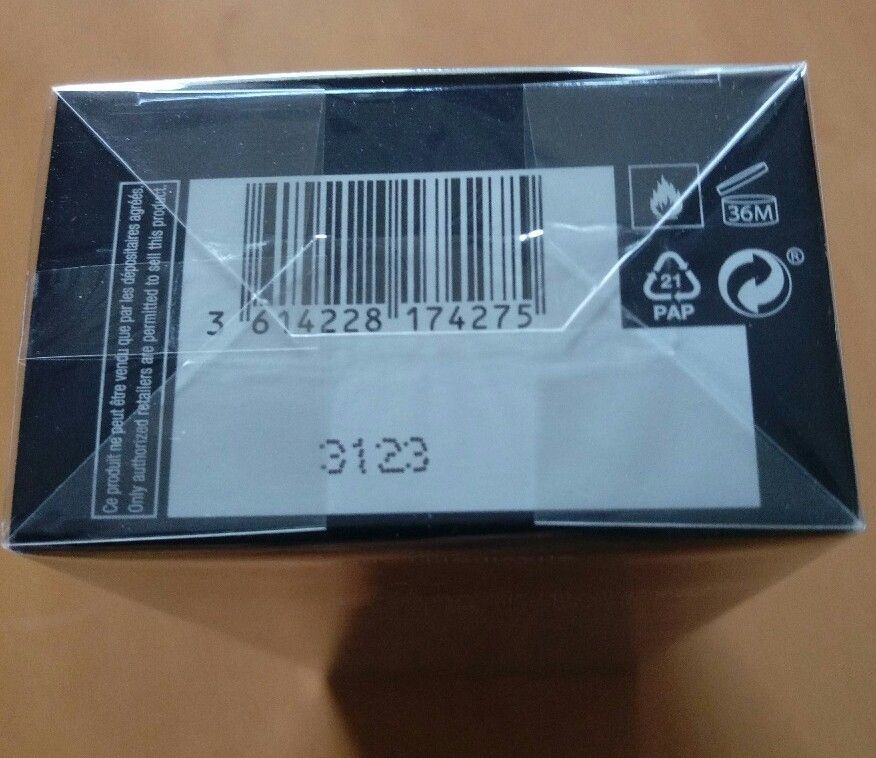 Ce produit ne peut être vendu que par les dépositaires agréés.
Only authorized retailers are permitted to sell this product.
3 614228 174275
36M
21
PAP
®
3123